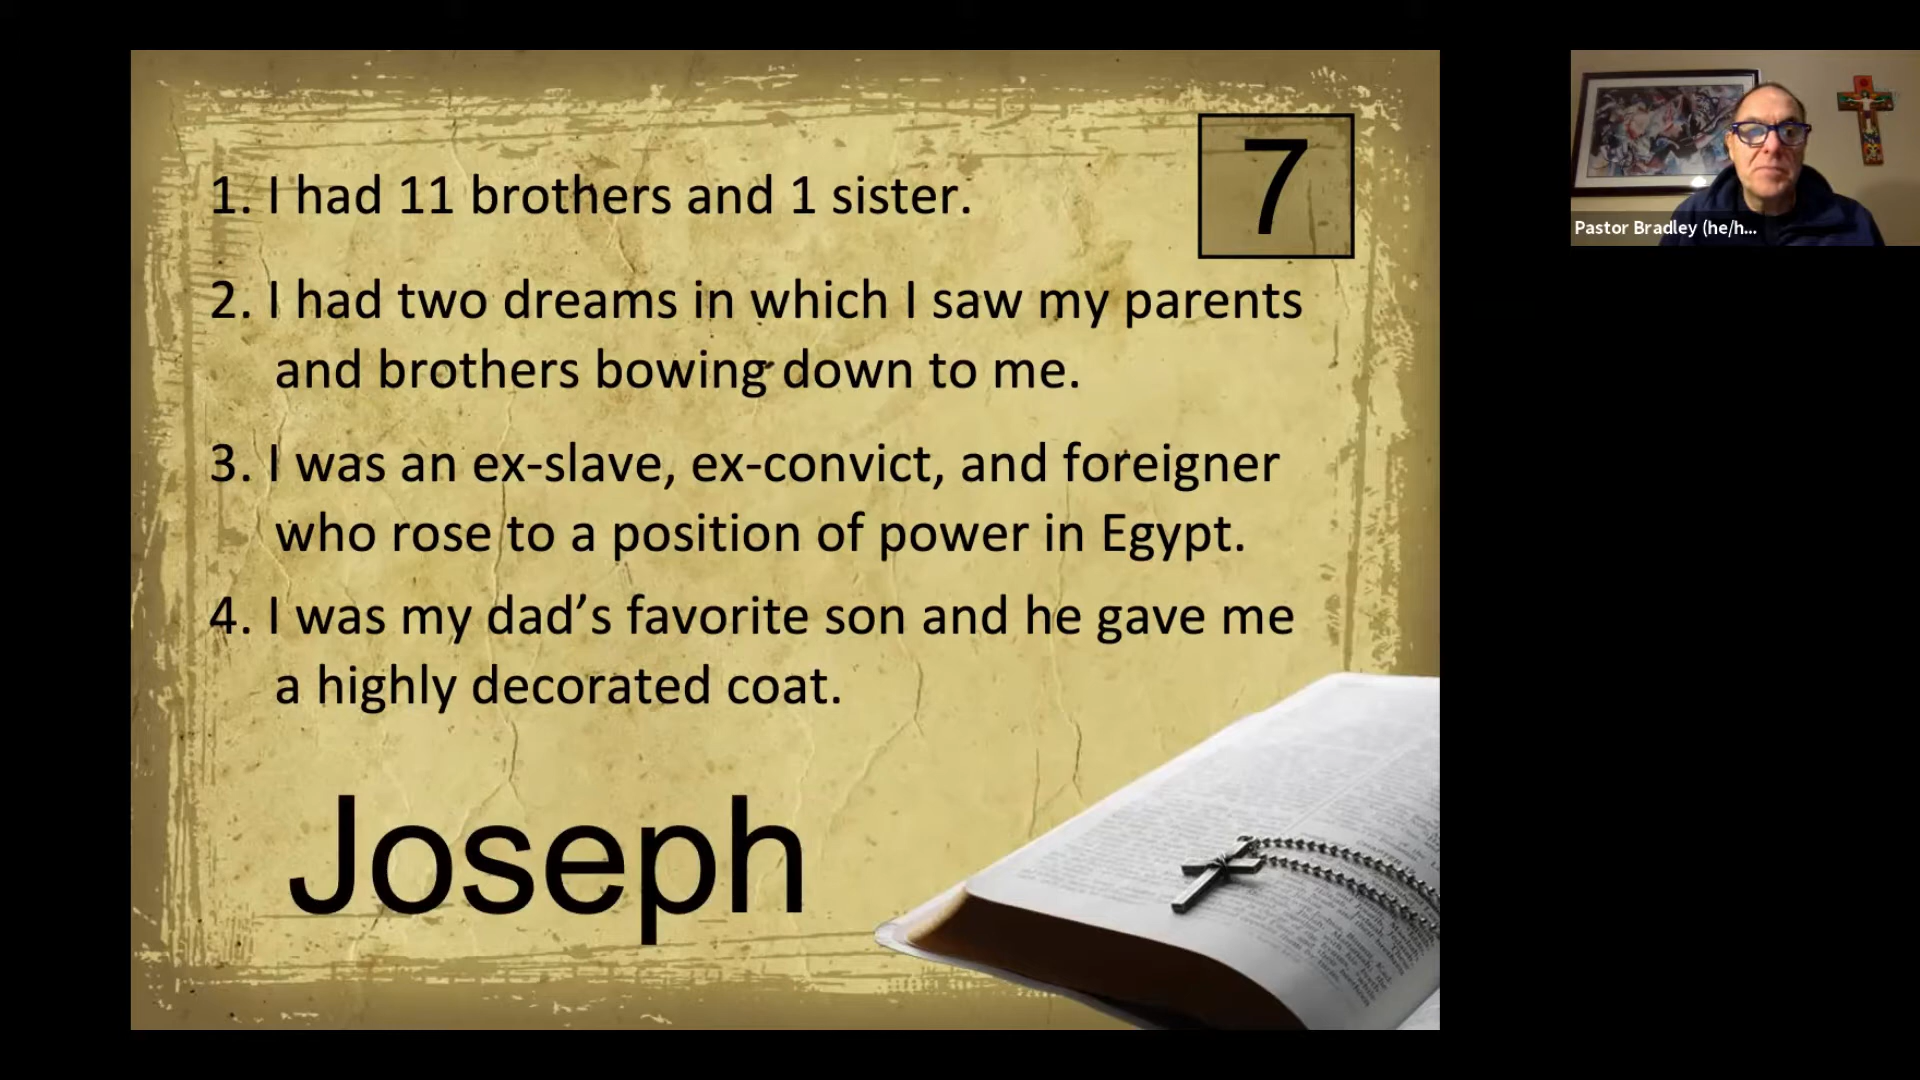 7
1. I had 11 brothers and 1 sister.
2. I had two dreams in which I saw my parents
and brothers bowing down to me.
3. I was an ex-slave, ex-convict, and foreigner
who rose to a position of power in Egypt.
4. I was my dad’s favorite son and he gave me
a highly decorated coat.
Joseph
Pastor Bradley (he/h...